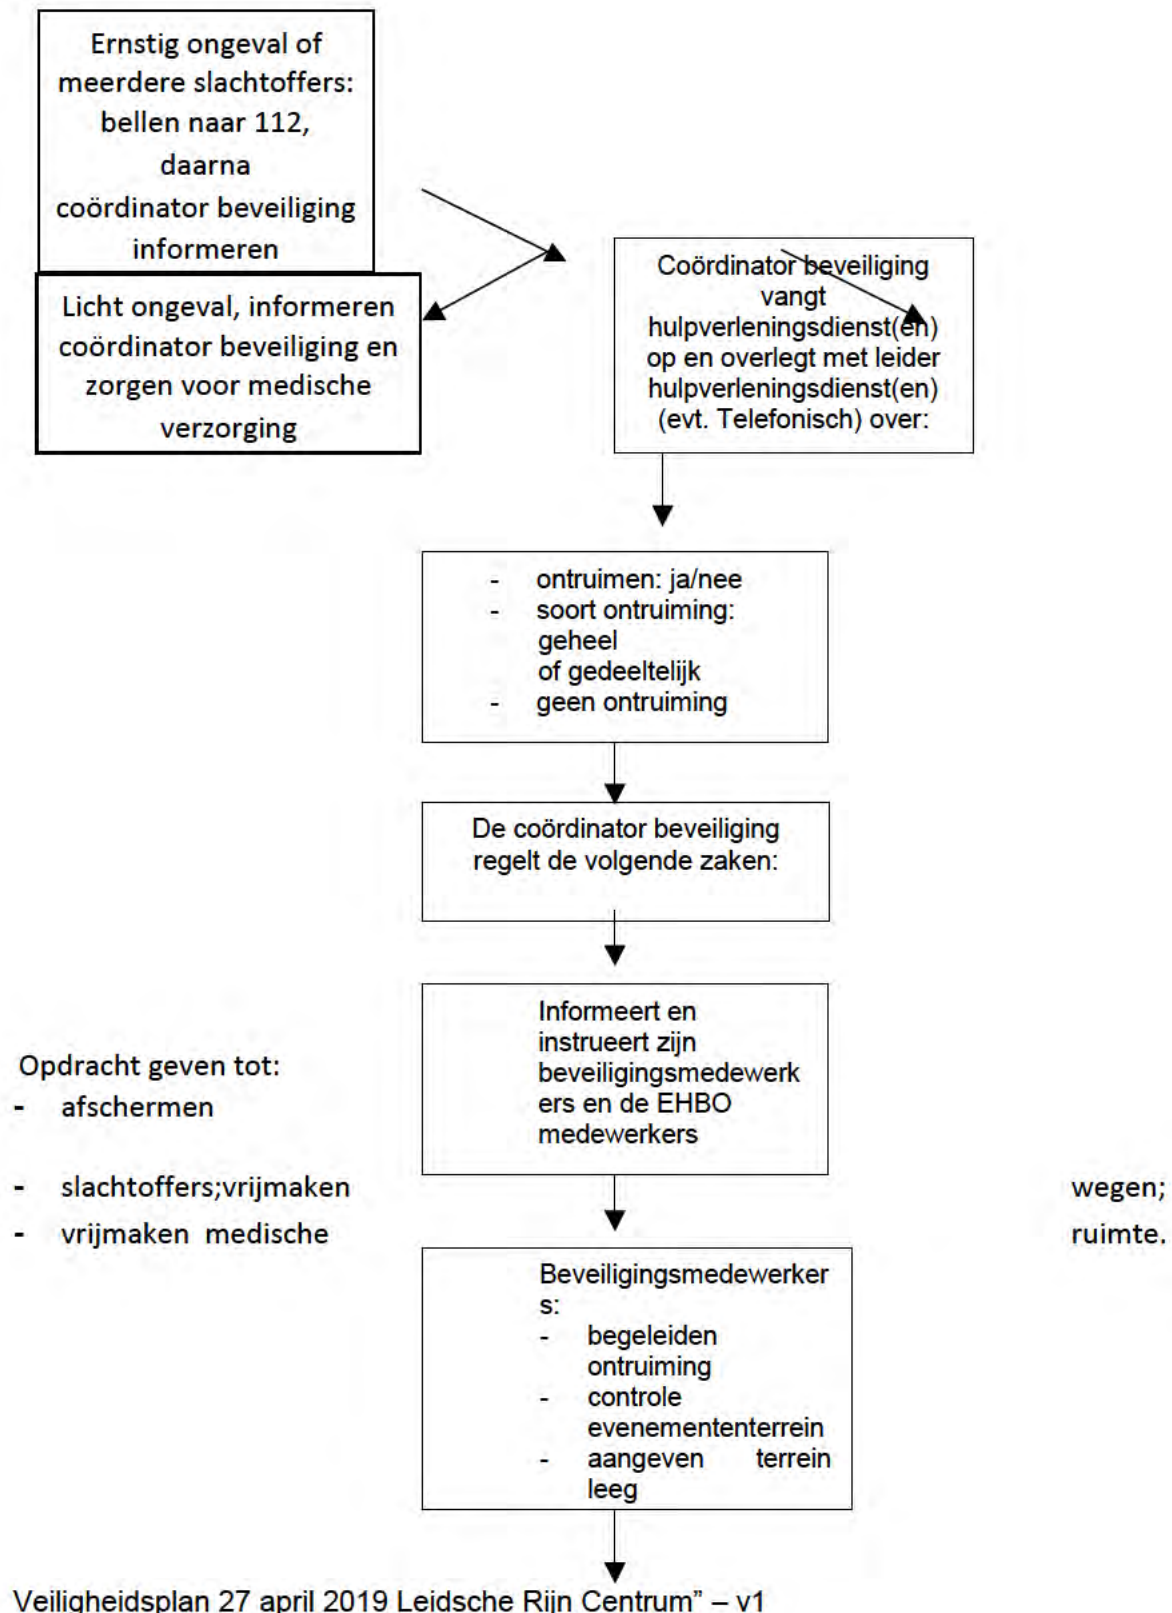 Ernstig ongeval of
meerdere slachtoffers:
bellen naar 112,
daarna
coördinator beveiliging
informeren
Licht ongeval, informeren
coördinator beveiliging en
zorgen voor medische
verzorging
Coördinator beveiliging
vangt
hulpverleningsdienst(en)
op en overlegt met leider
hulpverleningsdienst(en)
(evt. Telefonisch) over:
- ontruimen: ja/nee
- soort ontruiming:
geheel
of gedeeltelijk
- geen ontruiming
De coördinator beveiliging
regelt de volgende zaken:
Informeert en
instrueert zijn
beveiligingsmedewerk
ers en de EHBO
medewerkers
Opdracht geven tot:
- afschermen
- slachtoffers;vrijmaken wegen;
- vrijmaken medische ruimte.
Beveiligingsmedewerker
s:
- begeleiden
ontruiming
- controle
evenemententerrein
- aangeven terrein
leeg
Veiligheidsplan 27 april 2019 Leidsche Rijn Centrum” – v1